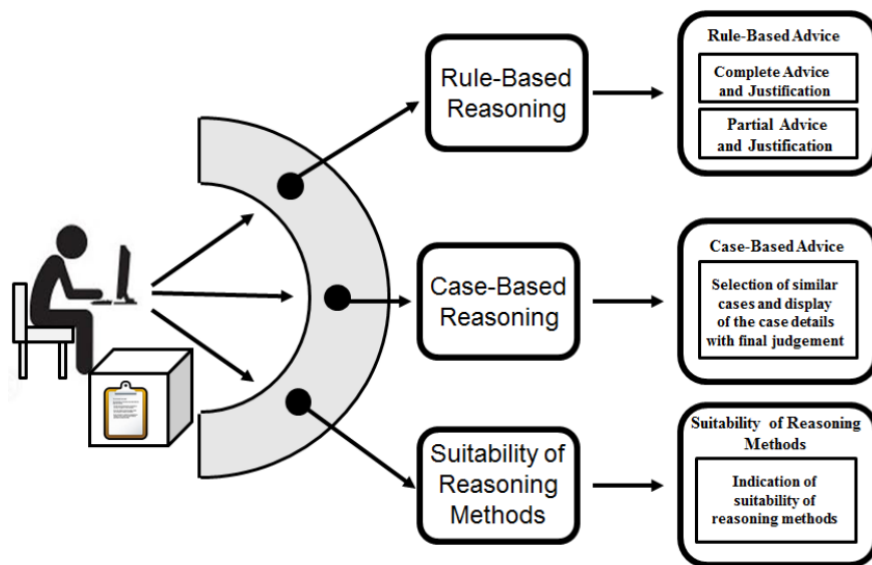 Rule-Based
Reasoning
Rule-Based Advice
Complete Advice
and Justification
Partial Advice
and Justification
Case-Based
Reasoning
Case-Based Advice
Selection of similar
cases and display
of the case details
with final judgement
Suitability of
Reasoning
Methods
Suitability of Reasoning
Methods
Indication of
suitability of
reasoning methods